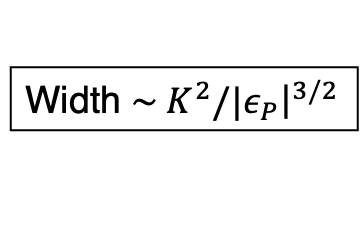 Width ~ K²/|ϵ_P|^{3/2}